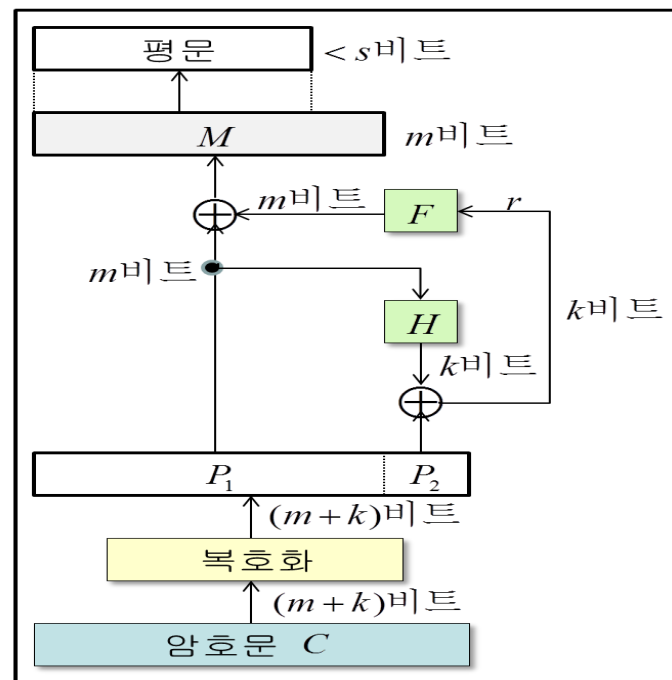 평문 < s비트
M m비트
m비트 F r
m비트
H
k비트
k비트
P₁ P₂
(m + k)비트
복호화
(m + k)비트
암호문 C